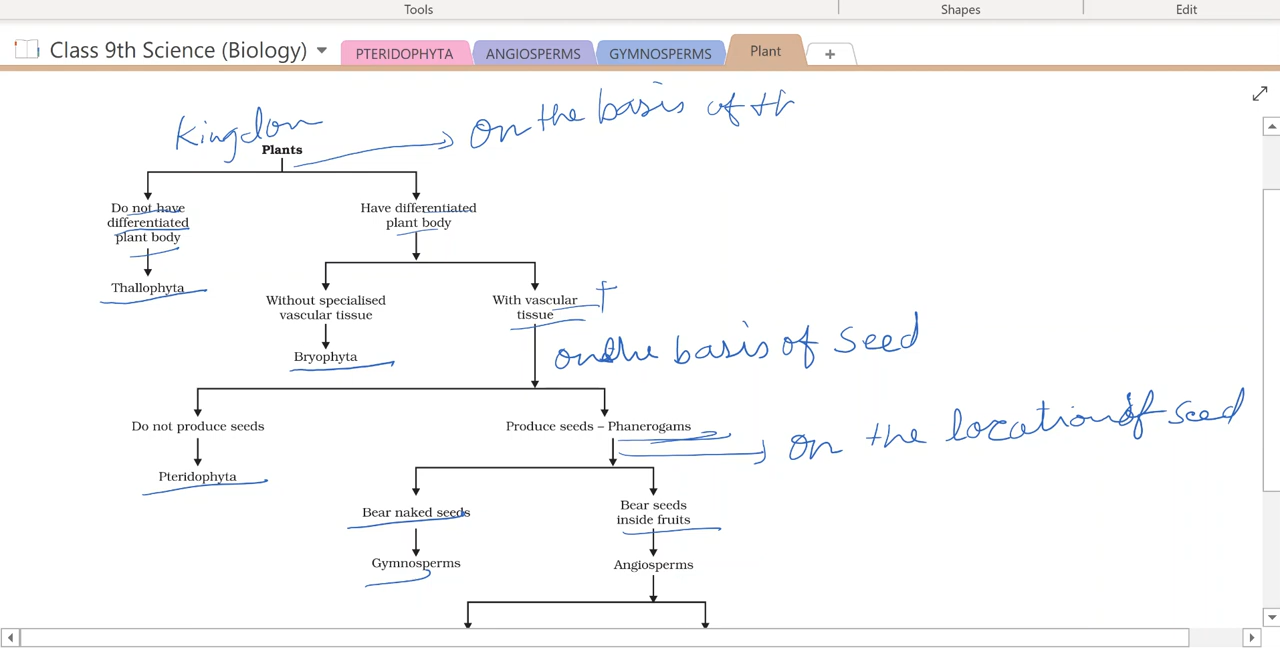 Tools Shapes Edit
Class 9th Science (Biology) PTERIDOPHYTA ANGIOSPERMS GYMNOSPERMS Plant +
Kingdon on the basis of th
Plants
Do not have
differentiated
plant body
Have differentiated
plant body
Thallophyta
Without specialised
vascular tissue
With vascular
tissue
Bryophyta
on the basis of seed
Do not produce seeds
Produce seeds – Phanerogams
on the location of seed
Pteridophyta
Bear naked seeds
Bear seeds
inside fruits
Gymnosperms
Angiosperms